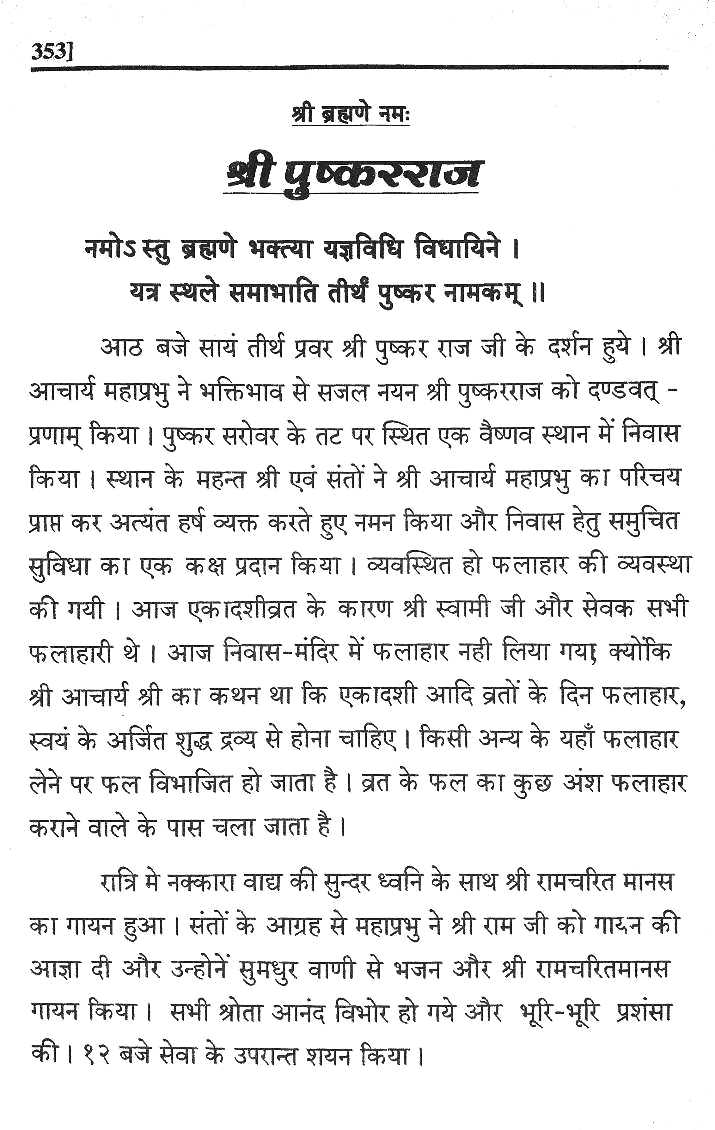 353]
श्री ब्रह्मणे नमः
श्री पुष्करराज
नमोऽ स्तु ब्रह्मणे भक्त्या यज्ञविधि विधायिने ।
यत्र स्थले समाभाति तीर्थं पुष्कर नामकम् ॥
आठ बजे सायं तीर्थ प्रवर श्री पुष्कर राज जी के दर्शन हुये । श्री
आचार्य महाप्रभु ने भक्तिभाव से सजल नयन श्री पुष्करराज को दण्डवत् -
प्रणाम् किया । पुष्कर सरोवर के तट पर स्थित एक वैष्णव स्थान में निवास
किया । स्थान के महन्त श्री एवं संतों ने श्री आचार्य महाप्रभु का परिचय
प्राप्त कर अत्यंत हर्ष व्यक्त करते हुए नमन किया और निवास हेतु समुचित
सुविधा का एक कक्ष प्रदान किया । व्यवस्थित हो फलाहार की व्यवस्था
की गयी । आज एकादशीव्रत के कारण श्री स्वामी जी और सेवक सभी
फलाहारी थे । आज निवास-मंदिर में फलाहार नही लिया गया, क्योंकि
श्री आचार्य श्री का कथन था कि एकादशी आदि व्रतों के दिन फलाहार,
स्वयं के अर्जित शुद्ध द्रव्य से होना चाहिए । किसी अन्य के यहाँ फलाहार
लेने पर फल विभाजित हो जाता है । व्रत के फल का कुछ अंश फलाहार
कराने वाले के पास चला जाता है ।
रात्रि मे नक्कारा वाद्य की सुन्दर ध्वनि के साथ श्री रामचरित मानस
का गायन हुआ । संतों के आग्रह से महाप्रभु ने श्री राम जी को गायन की
आज्ञा दी और उन्होनें सुमधुर वाणी से भजन और श्री रामचरितमानस
गायन किया । सभी श्रोता आनंद विभोर हो गये और भूरि-भूरि प्रशंसा
की । १२ बजे सेवा के उपरान्त शयन किया ।